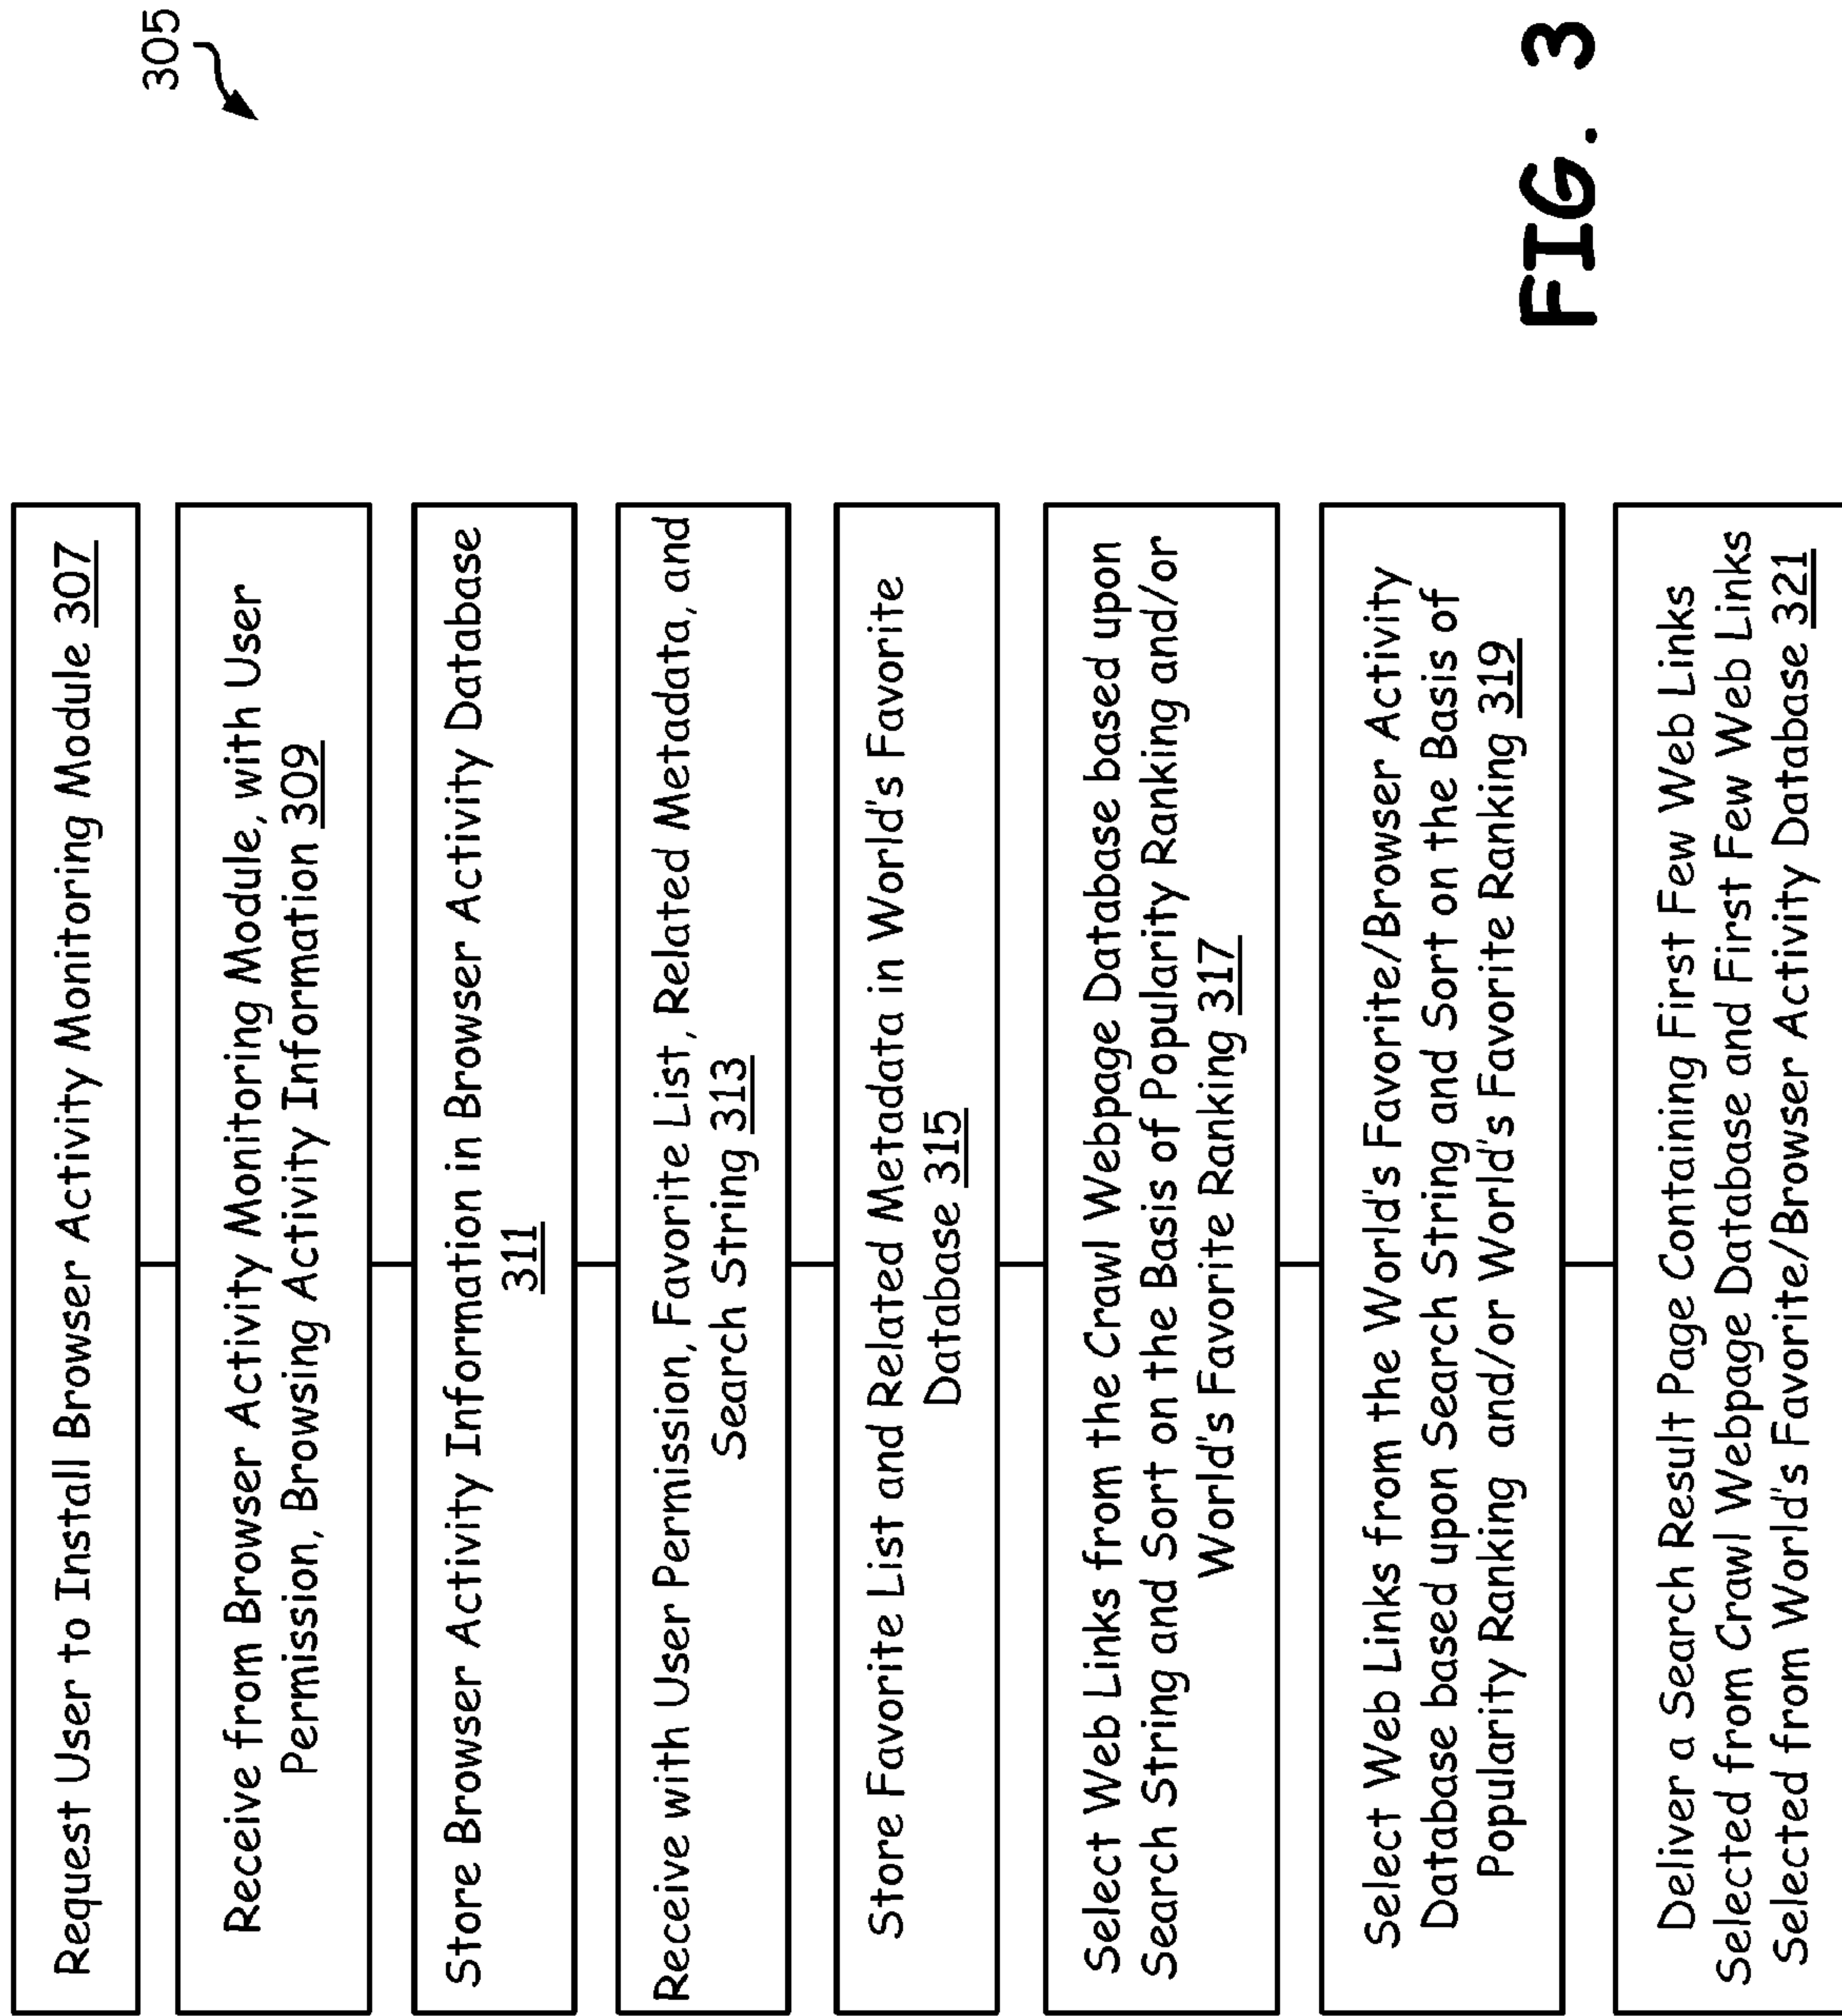 305
Request User to Install Browser Activity Monitoring Module 307
Receive from Browser Activity Monitoring Module, with User
Permission, Browsing Activity Information 309
Store Browser Activity Information in Browser Activity Database
311
Receive with User Permission, Favorite List, Related Metadata, and
Search String 313
Store Favorite List and Related Metadata in World's Favorite
Database 315
Select Web Links from the Crawl Webpage Database based upon
Search String and Sort on the Basis of Popularity Ranking and/or
World's Favorite Ranking 317
Select Web Links from the World's Favorite/Browser Activity
Database based upon Search String and Sort on the Basis of
Popularity Ranking and/or World's Favorite Ranking 319
Deliver a Search Result Page Containing First Few Web Links
Selected from Crawl Webpage Database and First Few Web Links
Selected from World's Favorite/Browser Activity Database 321
FIG. 3